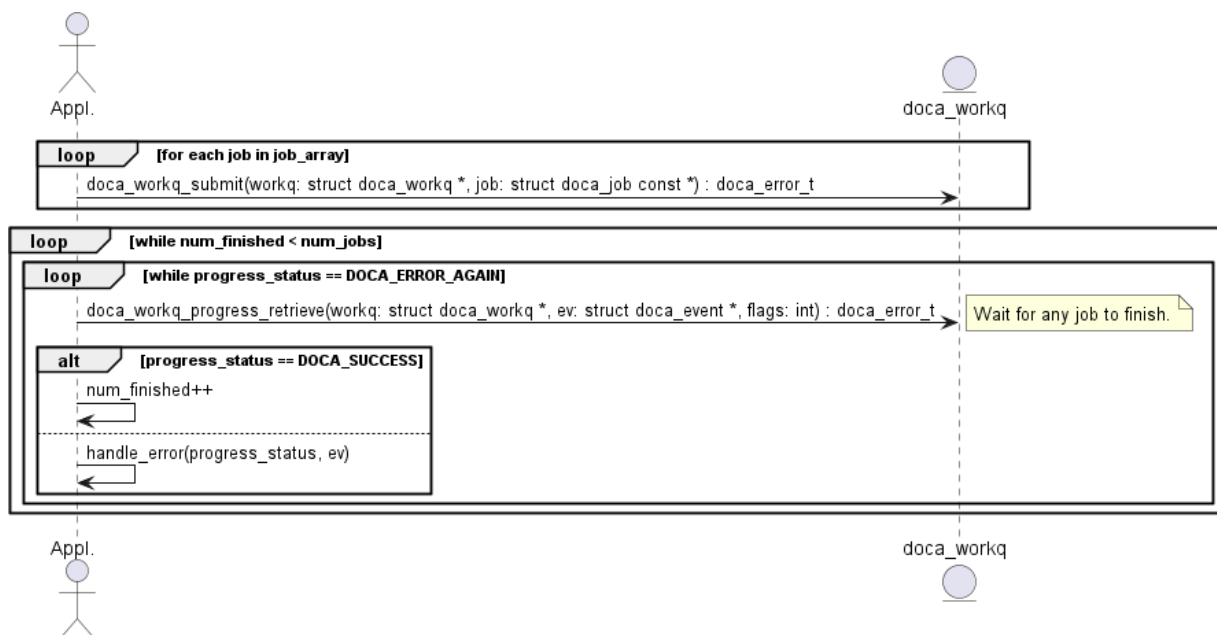 Appl.
doca_workq
loop [for each job in job_array]
doca_workq_submit(workq: struct doca_workq *, job: struct doca_job const *) : doca_error_t
loop [while num_finished < num_jobs]
loop [while progress_status == DOCA_ERROR_AGAIN]
doca_workq_progress_retrieve(workq: struct doca_workq *, ev: struct doca_event *, flags: int) : doca_error_t
Wait for any job to finish.
alt [progress_status == DOCA_SUCCESS]
num_finished++
handle_error(progress_status, ev)
Appl.
doca_workq